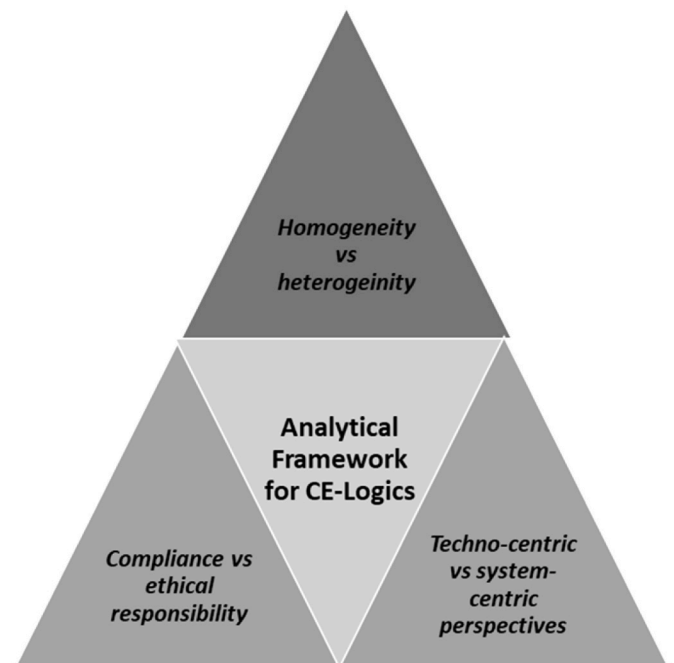 Homogeneity
vs
heterogeinity
Analytical
Framework
for CE-Logics
Compliance vs
ethical
responsibility
Techno-centric
vs system-
centric
perspectives